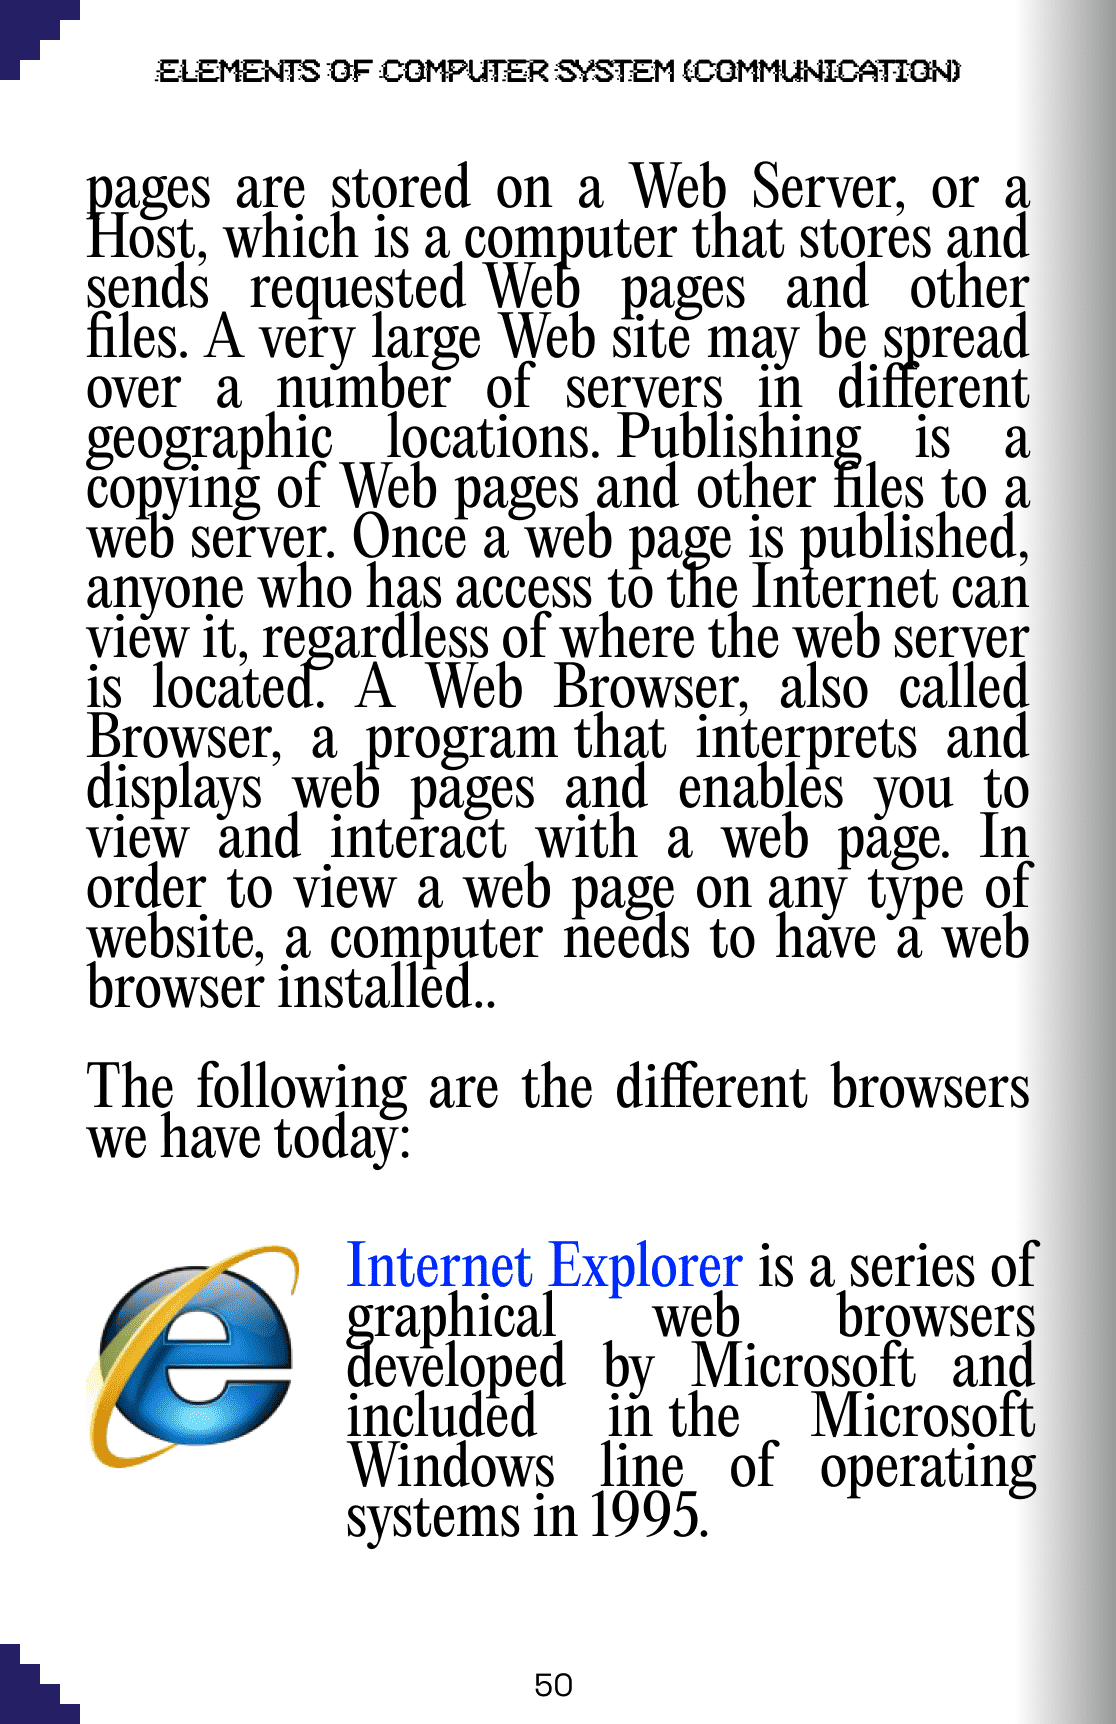 ELEMENTS OF COMPUTER SYSTEM (COMMUNICATION)
pages are stored on a Web Server, or a
Host, which is a computer that stores and
sends requested Web pages and other
files. A very large Web site may be spread
over a number of servers in different
geographic locations. Publishing is a
copying of Web pages and other files to a
web server. Once a web page is published,
anyone who has access to the Internet can
view it, regardless of where the web server
is located. A Web Browser, also called
Browser, a program that interprets and
displays web pages and enables you to
view and interact with a web page. In
order to view a web page on any type of
website, a computer needs to have a web
browser installed..
The following are the different browsers
we have today:
Internet Explorer is a series of
graphical web browsers
developed by Microsoft and
included in the Microsoft
Windows line of operating
systems in 1995.
50